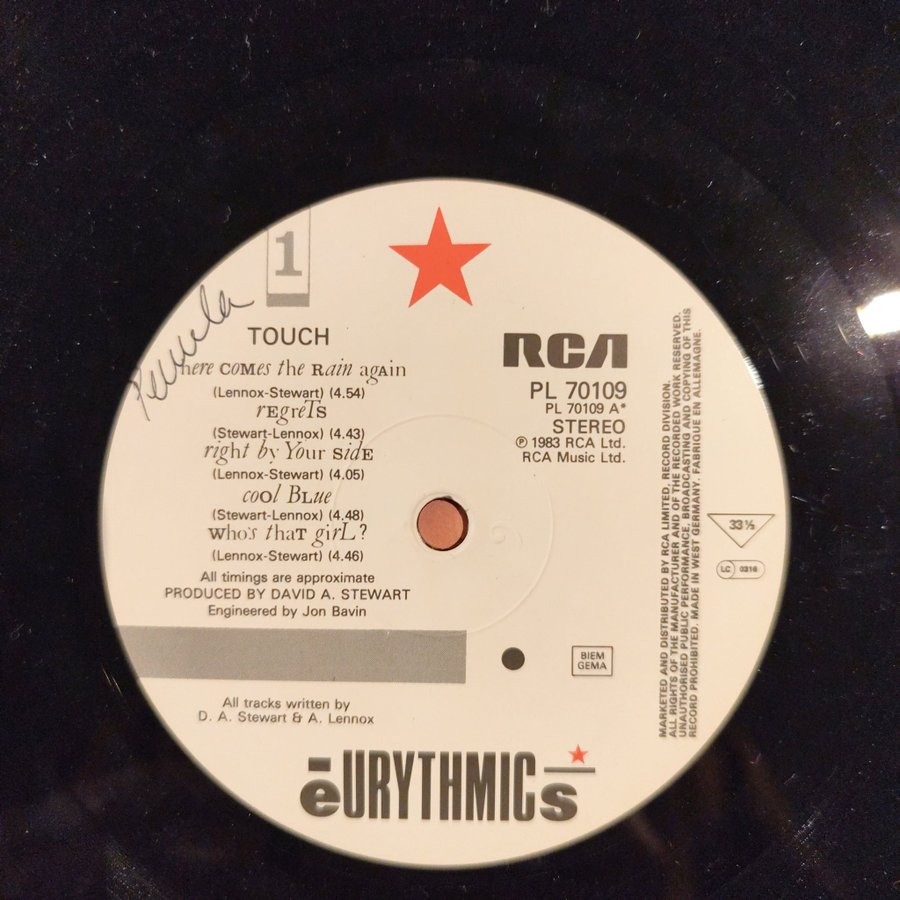 1
Pamela
TOUCH
here comes the Rain again
(Lennox-Stewart) (4.54)
rEgreTs
(Stewart-Lennox) (4.43)
right by Your sidE
(Lennox-Stewart) (4.05)
cool BLue
(Stewart-Lennox) (4.48)
Who's thaT girL?
(Lennox-Stewart) (4.46)
All timings are approximate
PRODUCED BY DAVID A. STEWART
Engineered by Jon Bavin
All tracks written by
D. A. Stewart & A. Lennox
RCA
PL 70109
PL 70109 A*
STEREO
℗ 1983 RCA Ltd.
RCA Music Ltd.
BIEM
GEMA
33⅓
LC 0316
MARKETED AND DISTRIBUTED BY RCA LIMITED, RECORD DIVISION.
ALL RIGHTS OF THE MANUFACTURER AND OF THE RECORDED WORK RESERVED.
UNAUTHORISED PUBLIC PERFORMANCE, BROADCASTING AND COPYING OF THIS
RECORD PROHIBITED. MADE IN WEST GERMANY. FABRIQUE EN ALLEMAGNE.
eURYTHMICs